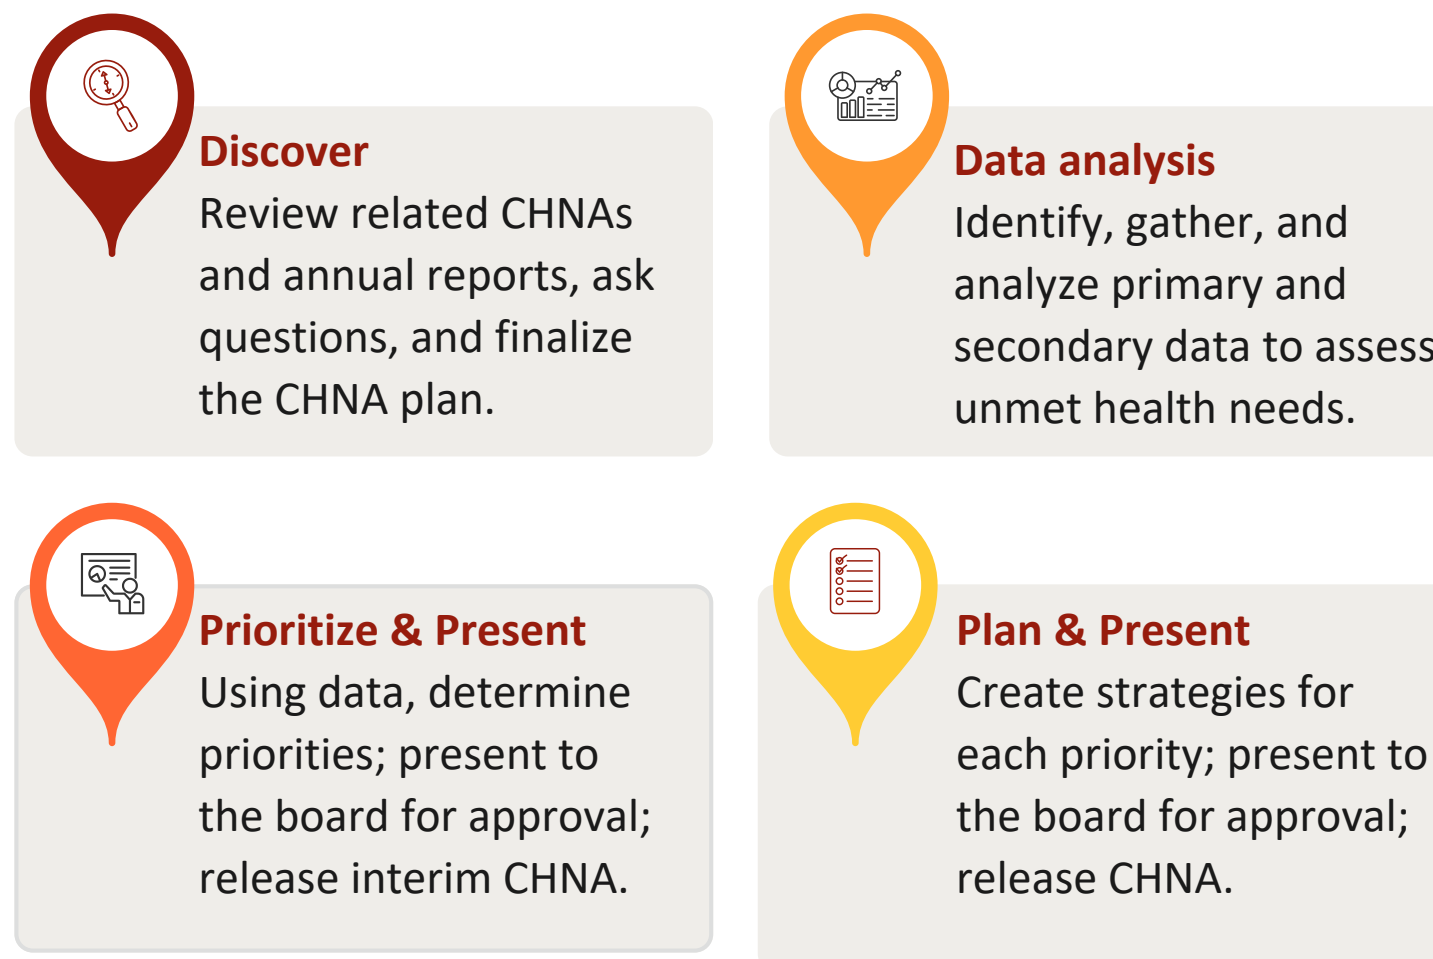 Discover
Review related CHNAs
and annual reports, ask
questions, and finalize
the CHNA plan.
Data analysis
Identify, gather, and
analyze primary and
secondary data to assess
unmet health needs.
Prioritize & Present
Using data, determine
priorities; present to
the board for approval;
release interim CHNA.
Plan & Present
Create strategies for
each priority; present to
the board for approval;
release CHNA.